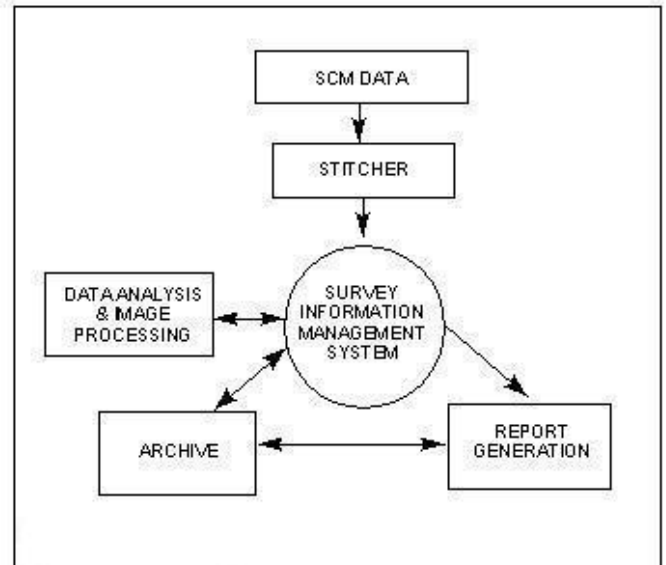 SCM DATA
STITCHER
SURVEY
INFORMATION
MANAGEMENT
SYSTEM
DATA ANALYSIS
& IMAGE
PROCESSING
ARCHIVE
REPORT
GENERATION